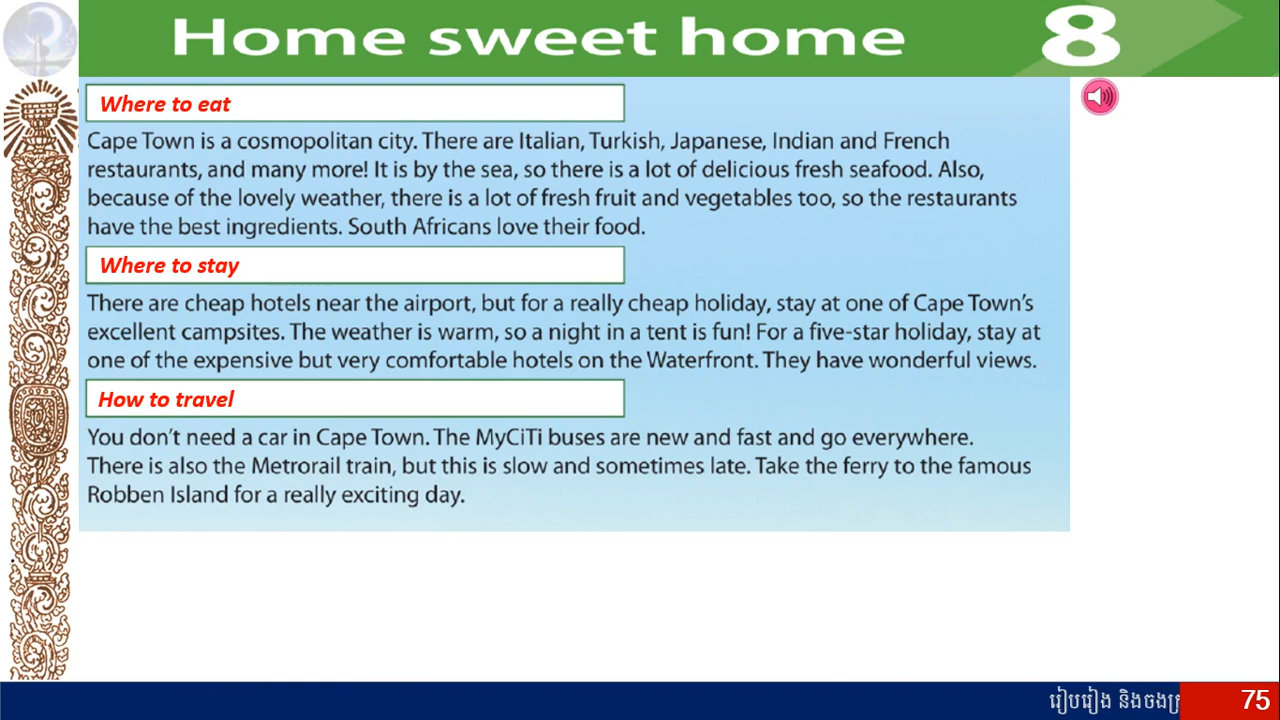 Home sweet home 8
Where to eat
Cape Town is a cosmopolitan city. There are Italian, Turkish, Japanese, Indian and French
restaurants, and many more! It is by the sea, so there is a lot of delicious fresh seafood. Also,
because of the lovely weather, there is a lot of fresh fruit and vegetables too, so the restaurants
have the best ingredients. South Africans love their food.
Where to stay
There are cheap hotels near the airport, but for a really cheap holiday, stay at one of Cape Town's
excellent campsites. The weather is warm, so a night in a tent is fun! For a five-star holiday, stay at
one of the expensive but very comfortable hotels on the Waterfront. They have wonderful views.
How to travel
You don't need a car in Cape Town. The MyCiTi buses are new and fast and go everywhere.
There is also the Metrorail train, but this is slow and sometimes late. Take the ferry to the famous
Robben Island for a really exciting day.
រៀបរៀង 75